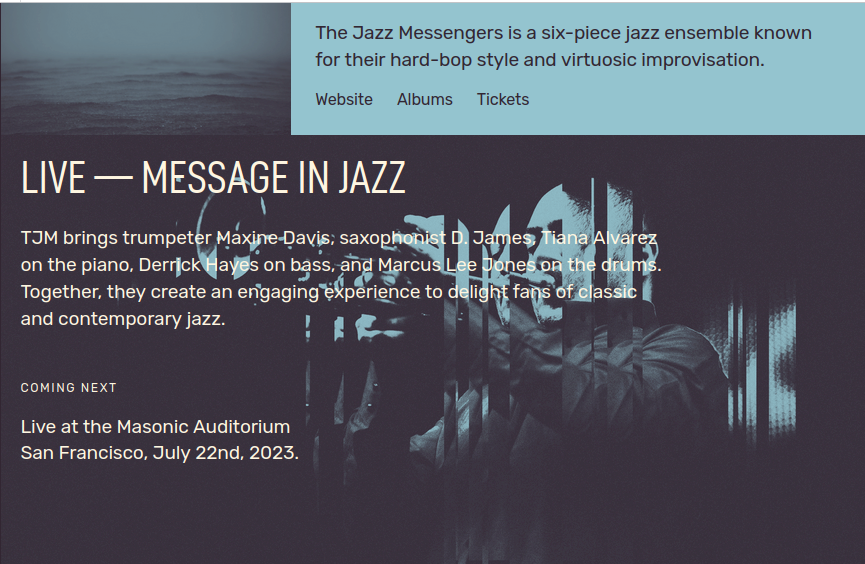 The Jazz Messengers is a six-piece jazz ensemble known
for their hard-bop style and virtuosic improvisation.
Website Albums Tickets
LIVE — MESSAGE IN JAZZ
TJM brings trumpeter Maxine Davis, saxophonist D. James, Tiana Alvarez
on the piano, Derrick Hayes on bass, and Marcus Lee Jones on the drums.
Together, they create an engaging experience to delight fans of classic
and contemporary jazz.
COMING NEXT
Live at the Masonic Auditorium
San Francisco, July 22nd, 2023.